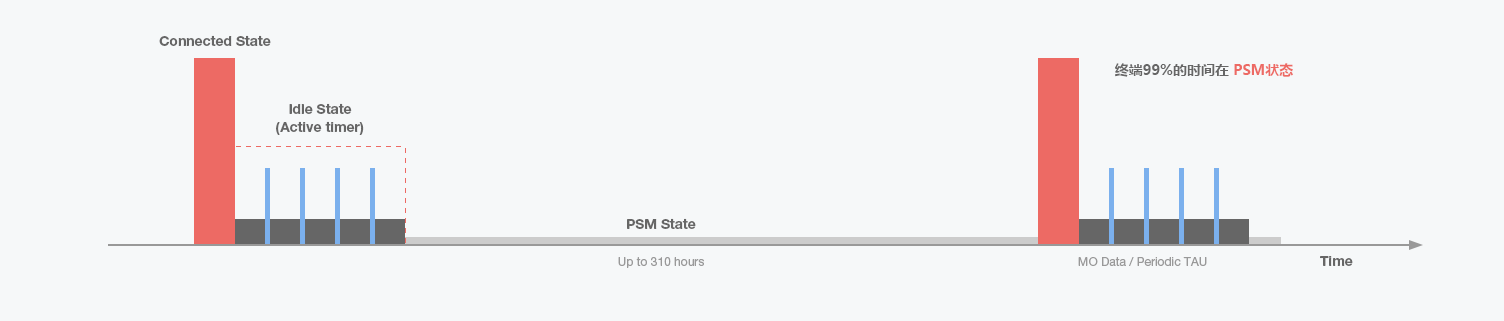 Connected State
终端99%的时间在 PSM状态
Idle State
(Active timer)
PSM State
Up to 310 hours
MO Data / Periodic TAU
Time